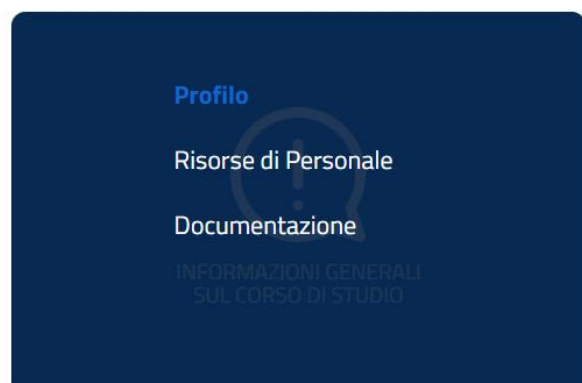 Profilo
Risorse di Personale
Documentazione
INFORMAZIONI GENERALI
SUL CORSO DI STUDIO